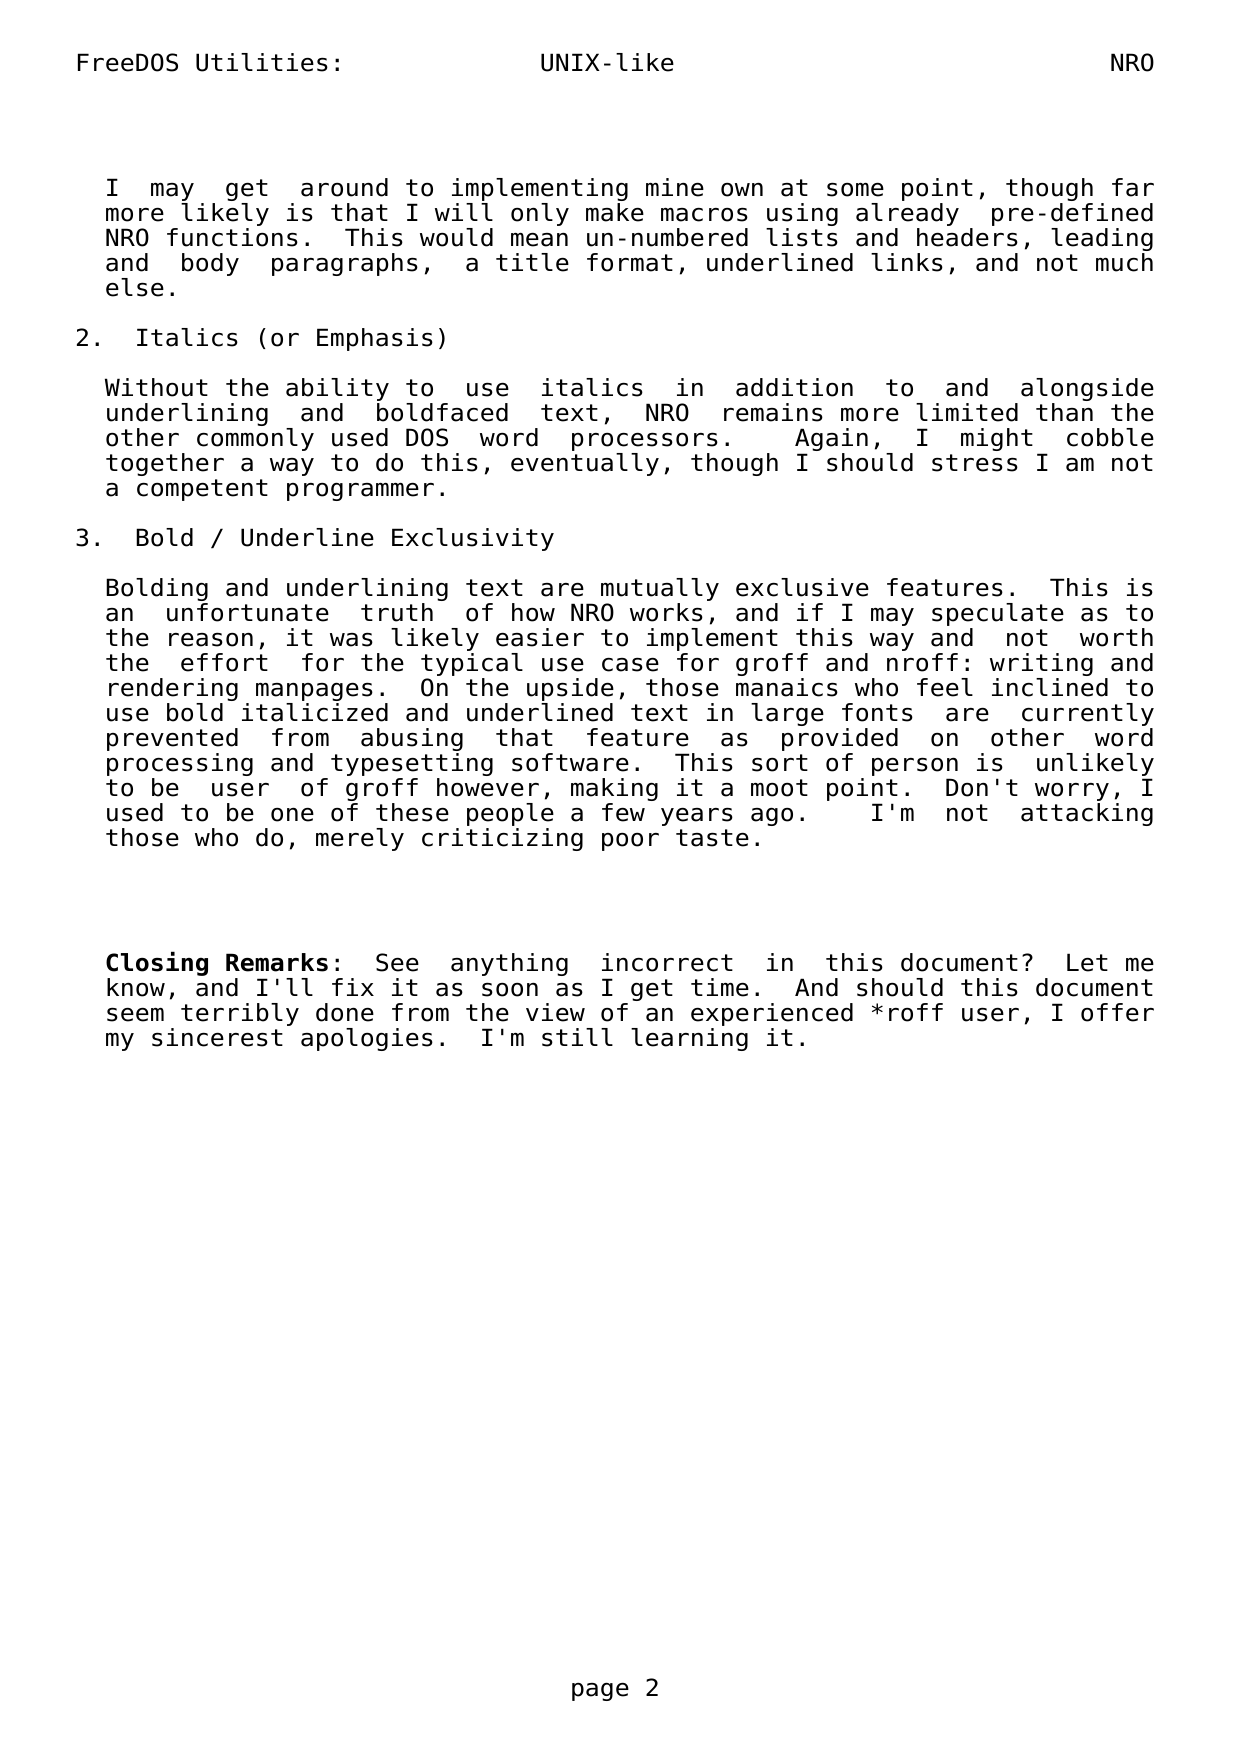 FreeDOS Utilities: UNIX-like NRO
I may get around to implementing mine own at some point, though far
more likely is that I will only make macros using already pre-defined
NRO functions. This would mean un-numbered lists and headers, leading
and body paragraphs, a title format, underlined links, and not much
else.
2. Italics (or Emphasis)
Without the ability to use italics in addition to and alongside
underlining and boldfaced text, NRO remains more limited than the
other commonly used DOS word processors. Again, I might cobble
together a way to do this, eventually, though I should stress I am not
a competent programmer.
3. Bold / Underline Exclusivity
Bolding and underlining text are mutually exclusive features. This is
an unfortunate truth of how NRO works, and if I may speculate as to
the reason, it was likely easier to implement this way and not worth
the effort for the typical use case for groff and nroff: writing and
rendering manpages. On the upside, those manaics who feel inclined to
use bold italicized and underlined text in large fonts are currently
prevented from abusing that feature as provided on other word
processing and typesetting software. This sort of person is unlikely
to be user of groff however, making it a moot point. Don't worry, I
used to be one of these people a few years ago. I'm not attacking
those who do, merely criticizing poor taste.
Closing Remarks: See anything incorrect in this document? Let me
know, and I'll fix it as soon as I get time. And should this document
seem terribly done from the view of an experienced *roff user, I offer
my sincerest apologies. I'm still learning it.
page 2